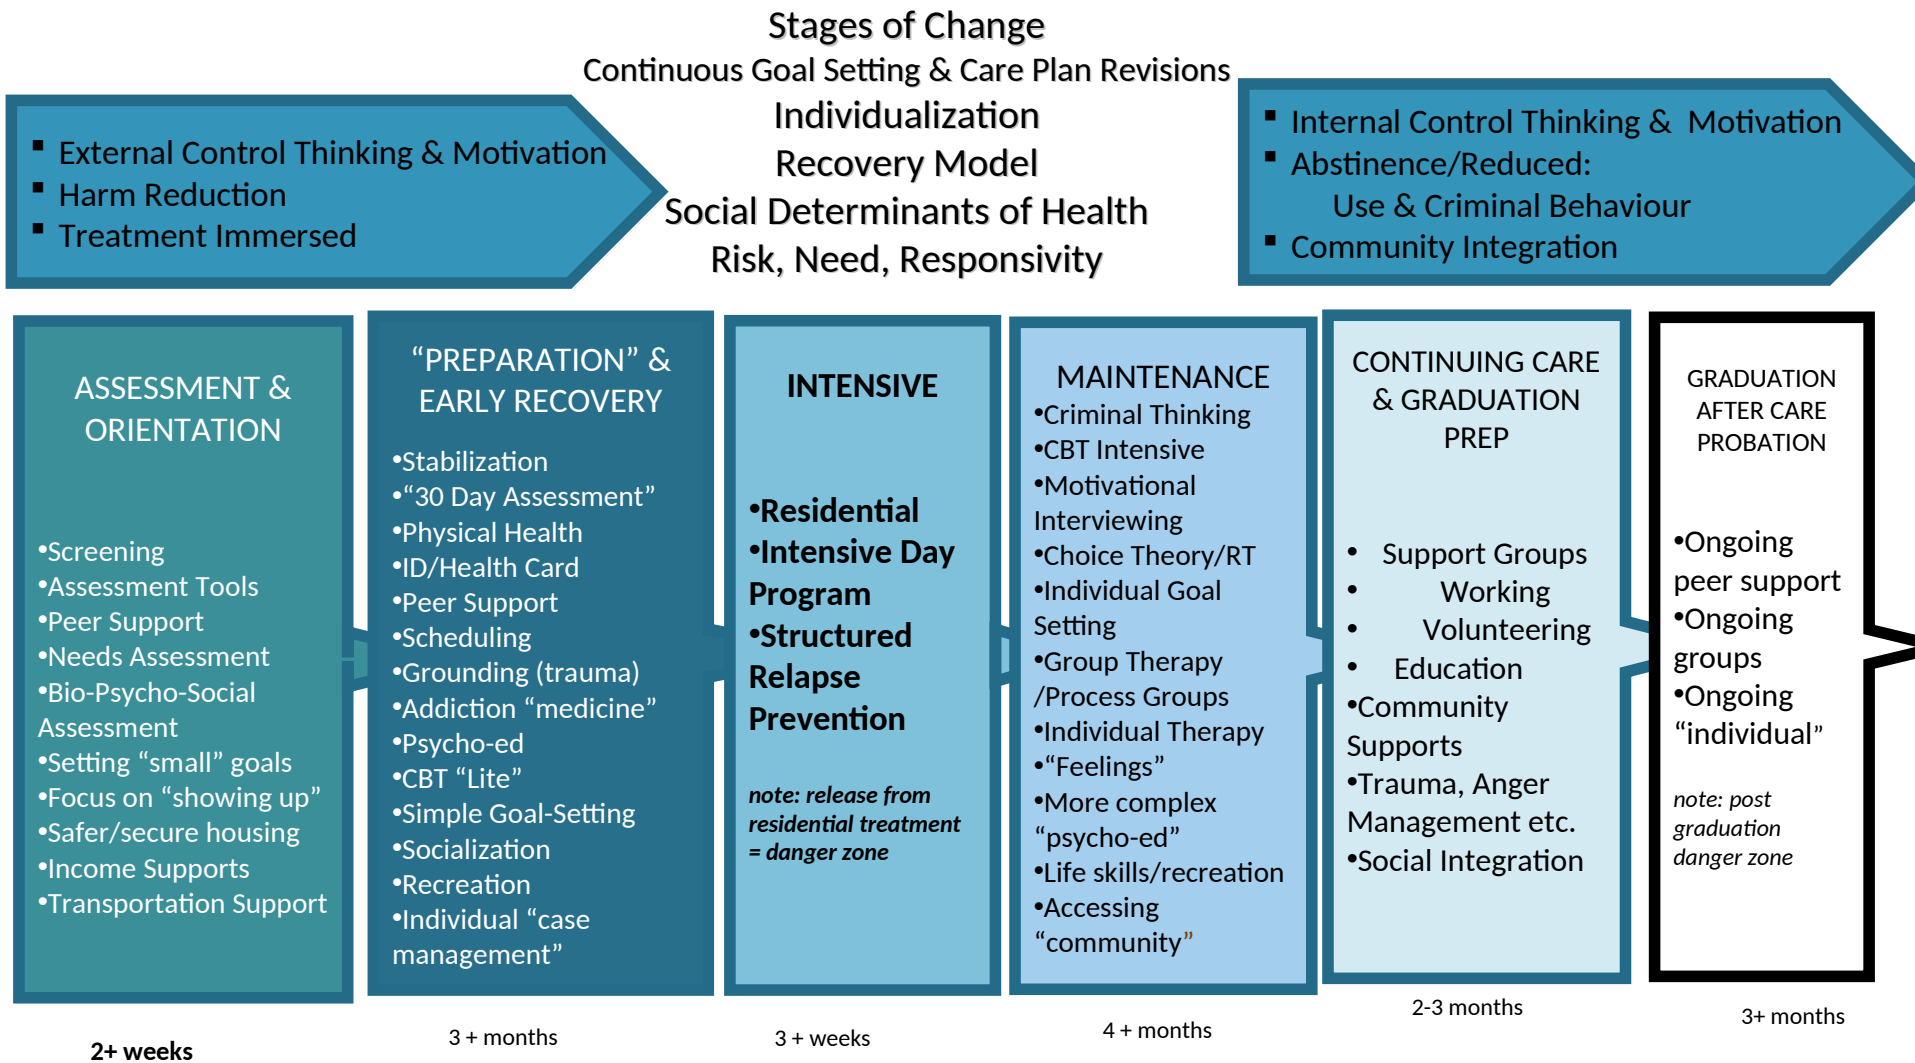 Stages of Change
Continuous Goal Setting & Care Plan Revisions
Individualization
Recovery Model
Social Determinants of Health
Risk, Need, Responsivity
▪ External Control Thinking & Motivation
▪ Harm Reduction
▪ Treatment Immersed
▪ Internal Control Thinking &  Motivation
▪ Abstinence/Reduced:
Use & Criminal Behaviour
▪ Community Integration
ASSESSMENT &
ORIENTATION
•Screening
•Assessment Tools
•Peer Support
•Needs Assessment
•Bio-Psycho-Social
Assessment
•Setting “small” goals
•Focus on “showing up”
•Safer/secure housing
•Income Supports
•Transportation Support
2+ weeks
“PREPARATION” &
EARLY RECOVERY
•Stabilization
•“30 Day Assessment”
•Physical Health
•ID/Health Card
•Peer Support
•Scheduling
•Grounding (trauma)
•Addiction “medicine”
•Psycho-ed
•CBT “Lite”
•Simple Goal-Setting
•Socialization
•Recreation
•Individual “case
management”
3 + months
INTENSIVE
•Residential
•Intensive Day
Program
•Structured
Relapse
Prevention
note: release from
residential treatment
= danger zone
3 + weeks
MAINTENANCE
•Criminal Thinking
•CBT Intensive
•Motivational
Interviewing
•Choice Theory/RT
•Individual Goal
Setting
•Group Therapy
/Process Groups
•Individual Therapy
•“Feelings”
•More complex
“psycho-ed”
•Life skills/recreation
•Accessing
“community”
4 + months
CONTINUING CARE
& GRADUATION
PREP
• Support Groups
• Working
• Volunteering
• Education
•Community
Supports
•Trauma, Anger
Management etc.
•Social Integration
2-3 months
GRADUATION
AFTER CARE
PROBATION
•Ongoing
peer support
•Ongoing
groups
•Ongoing
“individual”
note: post
graduation
danger zone
3+ months